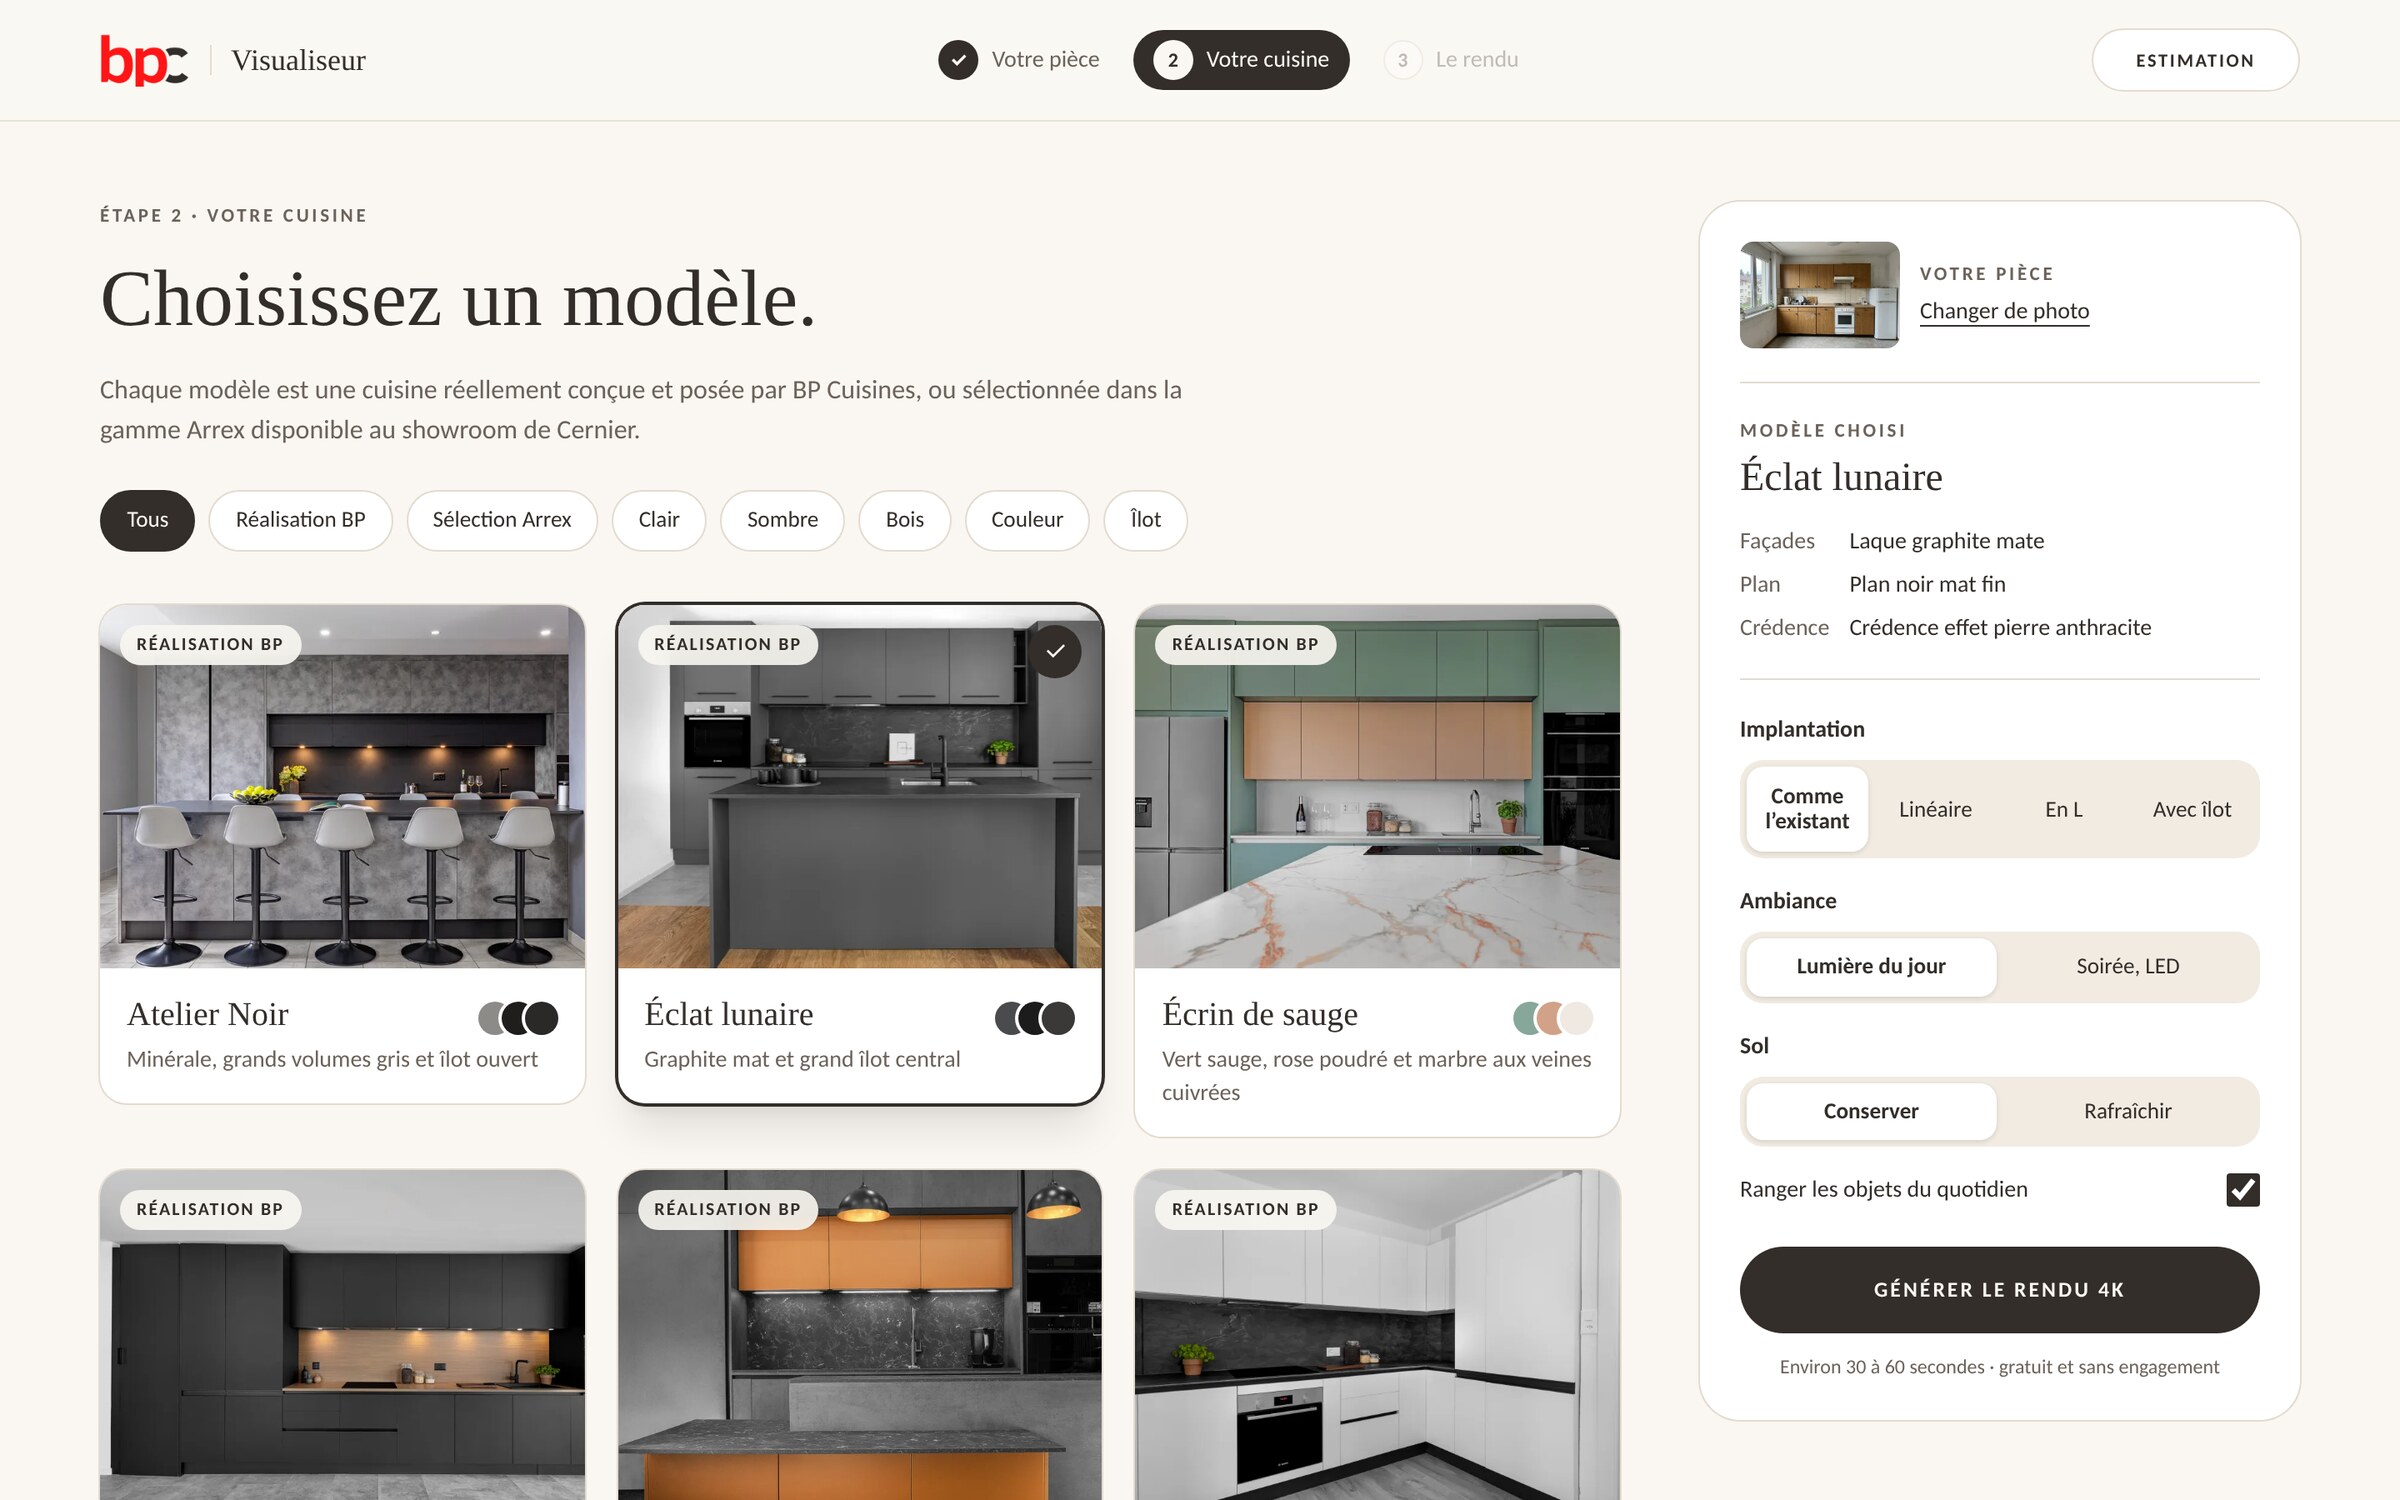 bpc
Visualiseur
Votre pièce
2
Votre cuisine
3
Le rendu
ESTIMATION
ÉTAPE 2 · VOTRE CUISINE
Choisissez un modèle.
Chaque modèle est une cuisine réellement conçue et posée par BP Cuisines, ou sélectionnée dans la
gamme Arrex disponible au showroom de Cernier.
Tous
Réalisation BP
Sélection Arrex
Clair
Sombre
Bois
Couleur
Îlot
RÉALISATION BP
Atelier Noir
Minérale, grands volumes gris et îlot ouvert
RÉALISATION BP
Éclat lunaire
Graphite mat et grand îlot central
RÉALISATION BP
Écrin de sauge
Vert sauge, rose poudré et marbre aux veines
cuivrées
RÉALISATION BP
RÉALISATION BP
RÉALISATION BP
VOTRE PIÈCE
Changer de photo
MODÈLE CHOISI
Éclat lunaire
Façades Laque graphite mate
Plan Plan noir mat fin
Crédence Crédence effet pierre anthracite
Implantation
Comme
l’existant
Linéaire
En L
Avec îlot
Ambiance
Lumière du jour
Soirée, LED
Sol
Conserver
Rafraîchir
Ranger les objets du quotidien
GÉNÉRER LE RENDU 4K
Environ 30 à 60 secondes · gratuit et sans engagement